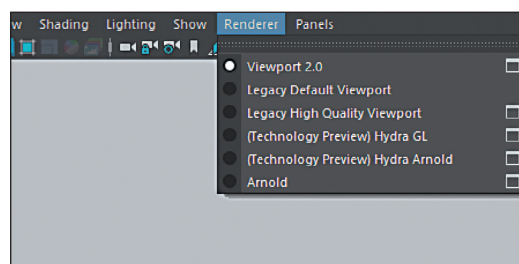 w Shading Lighting Show Renderer Panels
Viewport 2.0
Legacy Default Viewport
Legacy High Quality Viewport
(Technology Preview) Hydra GL
(Technology Preview) Hydra Arnold
Arnold